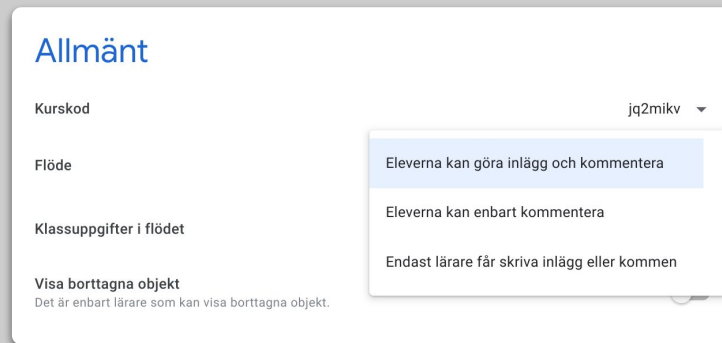 Allmänt
Kurskod
jq2mikv
Flöde
Eleverna kan göra inlägg och kommentera
Eleverna kan enbart kommentera
Klassuppgifter i flödet
Endast lärare får skriva inlägg eller kommen
Visa borttagna objekt
Det är enbart lärare som kan visa borttagna objekt.